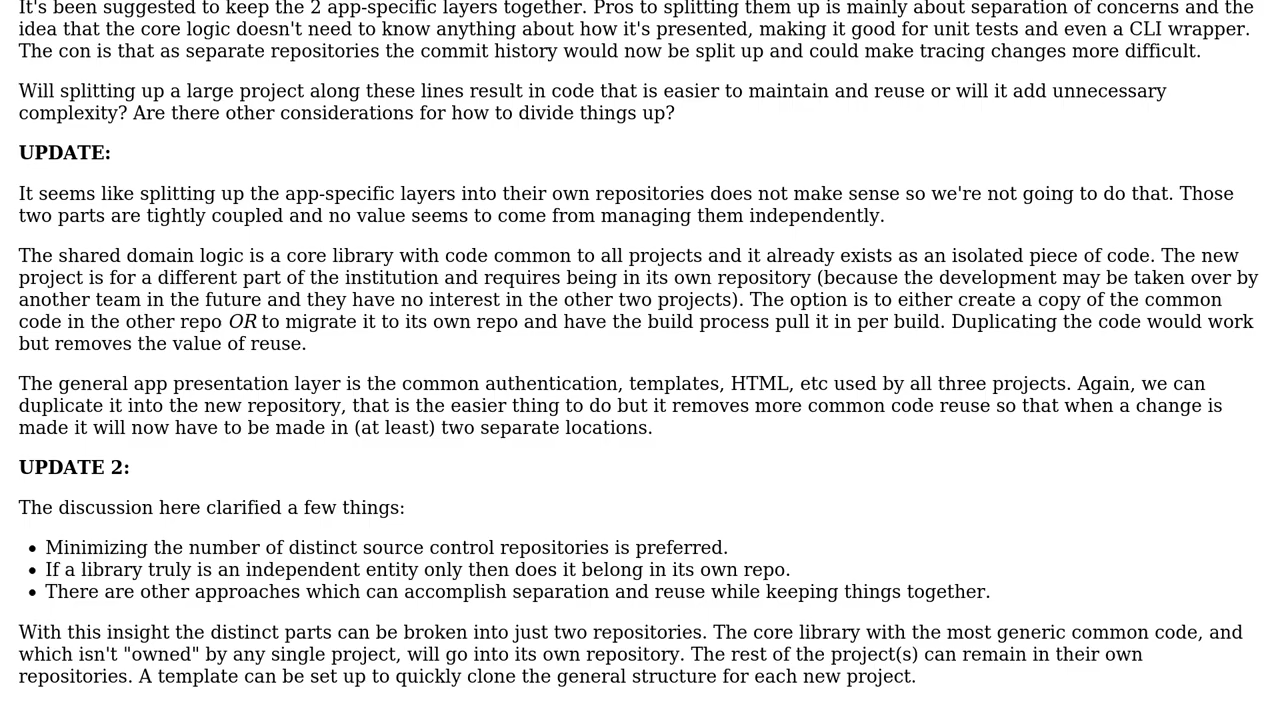 It's been suggested to keep the 2 app-specific layers together. Pros to splitting them up is mainly about separation of concerns and the
idea that the core logic doesn't need to know anything about how it's presented, making it good for unit tests and even a CLI wrapper.
The con is that as separate repositories the commit history would now be split up and could make tracing changes more difficult.
Will splitting up a large project along these lines result in code that is easier to maintain and reuse or will it add unnecessary
complexity? Are there other considerations for how to divide things up?
UPDATE:
It seems like splitting up the app-specific layers into their own repositories does not make sense so we're not going to do that. Those
two parts are tightly coupled and no value seems to come from managing them independently.
The shared domain logic is a core library with code common to all projects and it already exists as an isolated piece of code. The new
project is for a different part of the institution and requires being in its own repository (because the development may be taken over by
another team in the future and they have no interest in the other two projects). The option is to either create a copy of the common
code in the other repo OR to migrate it to its own repo and have the build process pull it in per build. Duplicating the code would work
but removes the value of reuse.
The general app presentation layer is the common authentication, templates, HTML, etc used by all three projects. Again, we can
duplicate it into the new repository, that is the easier thing to do but it removes more common code reuse so that when a change is
made it will now have to be made in (at least) two separate locations.
UPDATE 2:
The discussion here clarified a few things:
• Minimizing the number of distinct source control repositories is preferred.
• If a library truly is an independent entity only then does it belong in its own repo.
• There are other approaches which can accomplish separation and reuse while keeping things together.
With this insight the distinct parts can be broken into just two repositories. The core library with the most generic common code, and
which isn't "owned" by any single project, will go into its own repository. The rest of the project(s) can remain in their own
repositories. A template can be set up to quickly clone the general structure for each new project.